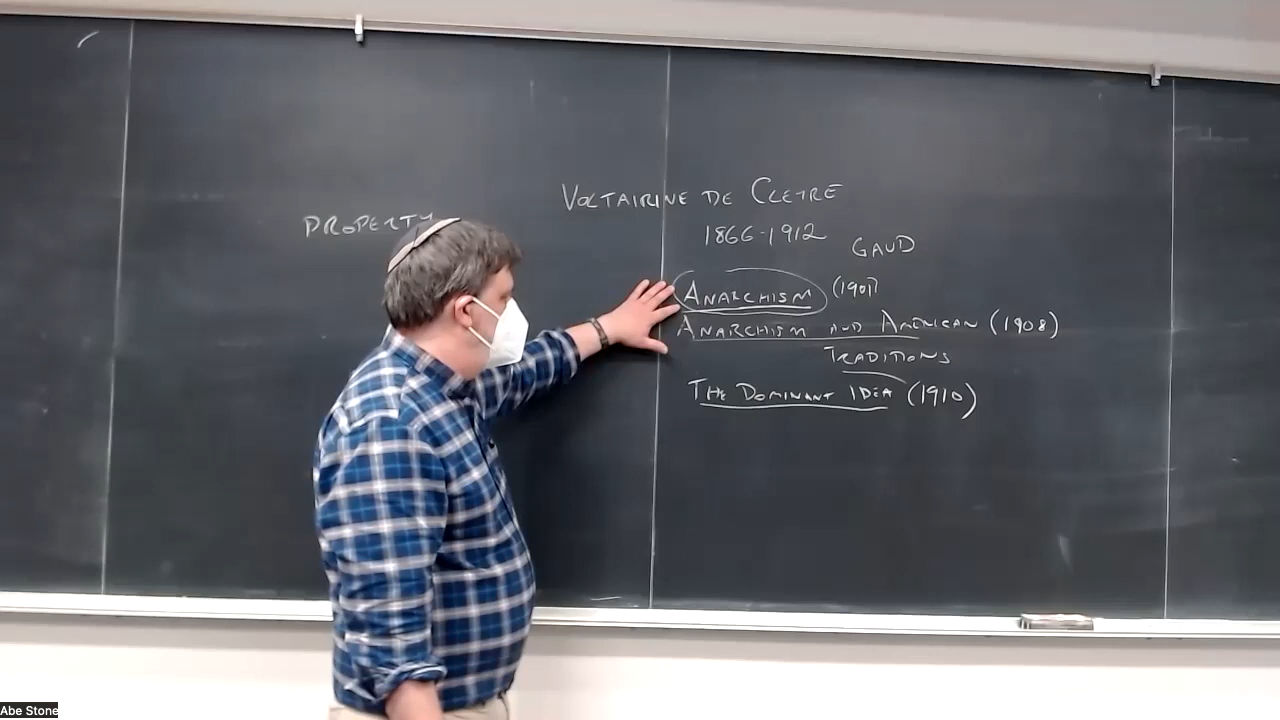 PROPERTY
VOLTAIRINE DE CLEYRE
1866-1912
GAUD
ANARCHISM (1901)
ANARCHISM AND AMERICAN (1908)
TRADITIONS
THE DOMINANT IDEA (1910)
Abe Stone